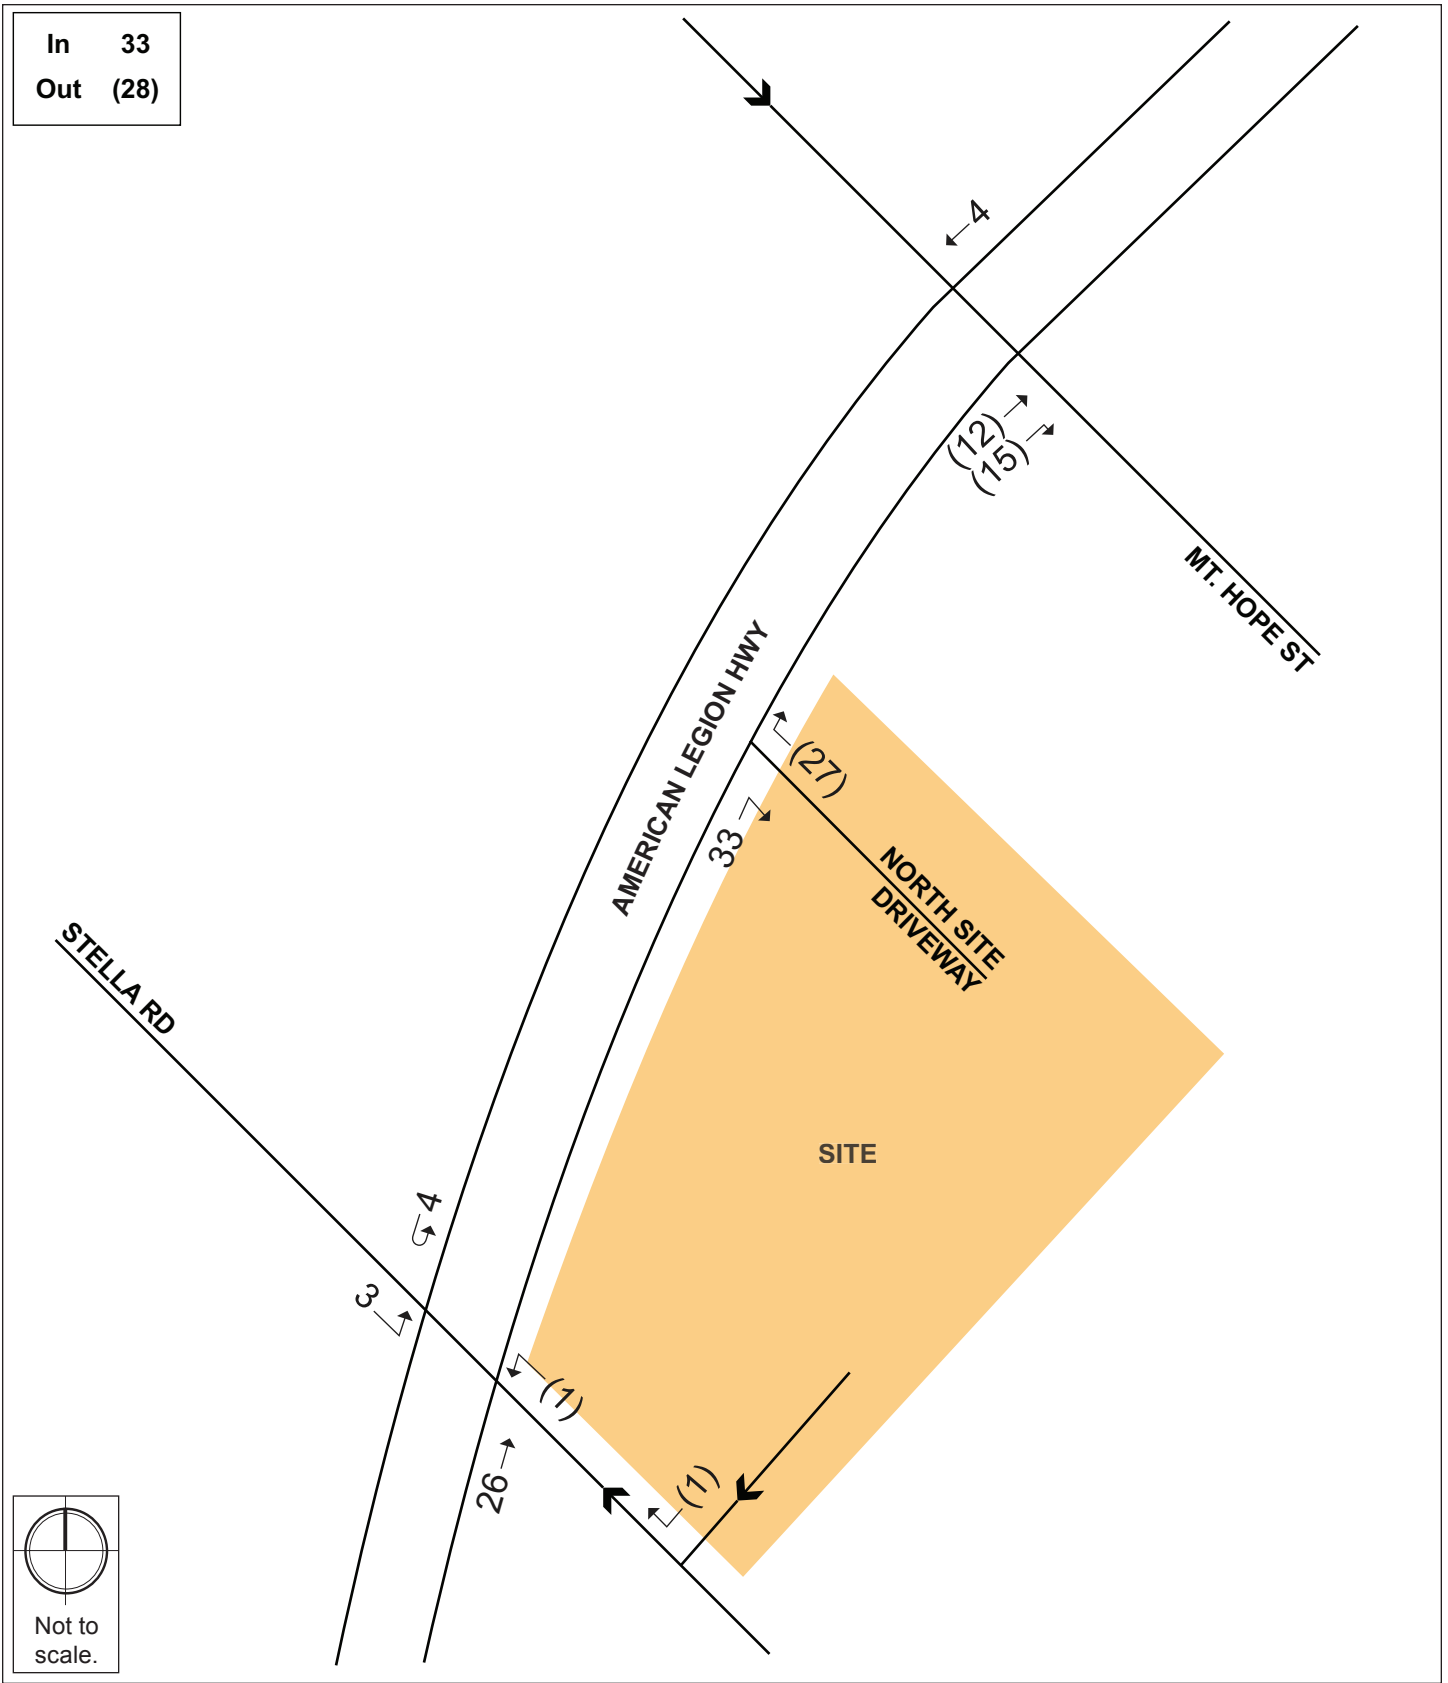 In 33
Out (28)
4
(12)
(15)
MT. HOPE ST
AMERICAN LEGION HWY
(27)
33
NORTH SITE
DRIVEWAY
STELLA RD
SITE
4
3
(1)
26
(1)
Not to
scale.